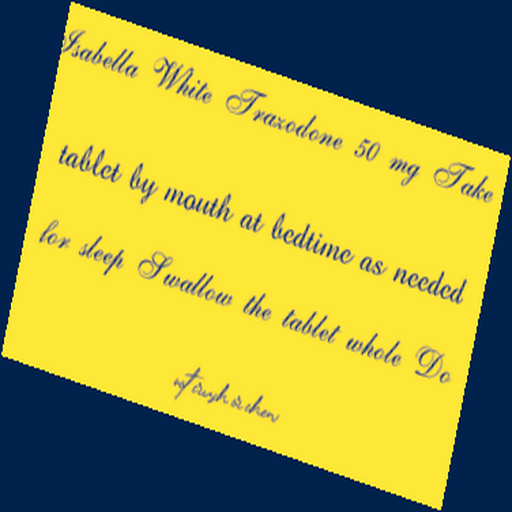 Isabella White Trazodone 50 mg Take
tablet by mouth at bedtime as needed
for sleep Swallow the tablet whole Do